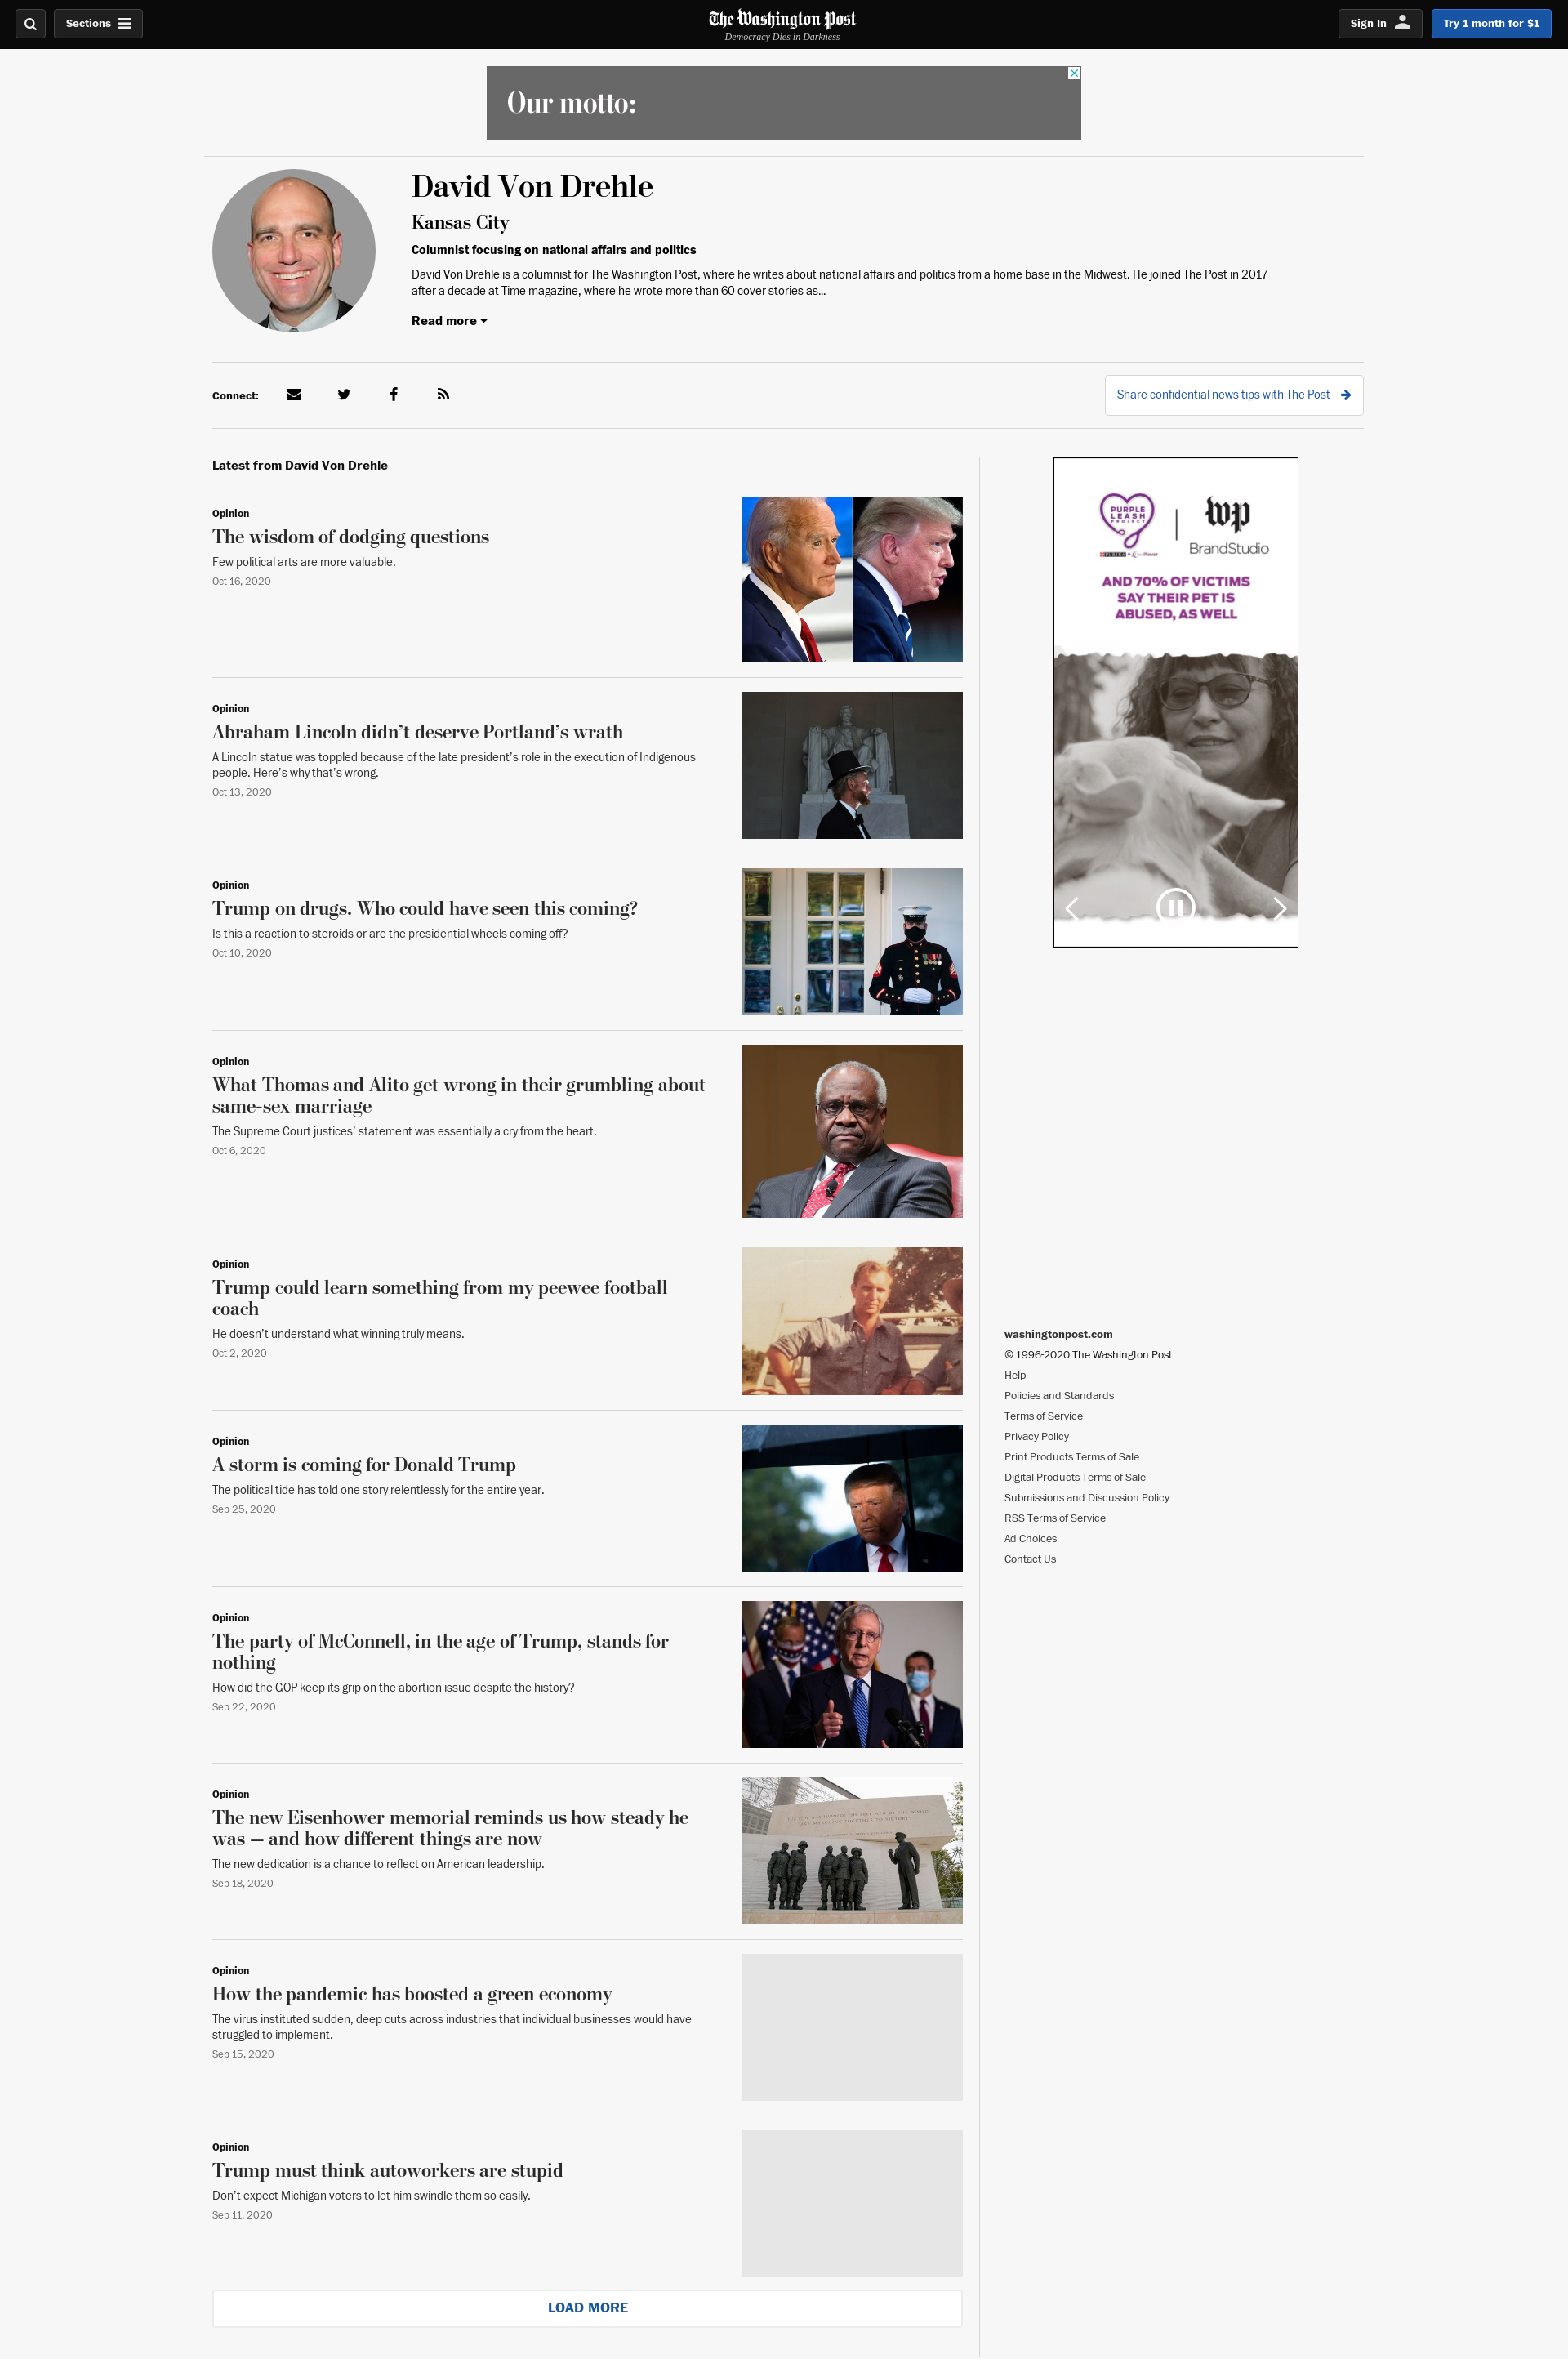 Sections
The Washington Post
Democracy Dies in Darkness
Sign In
Try 1 month for $1
Our motto:
David Von Drehle
Kansas City
Columnist focusing on national affairs and politics
David Von Drehle is a columnist for The Washington Post, where he writes about national affairs and politics from a home base in the Midwest. He joined The Post in 2017
after a decade at Time magazine, where he wrote more than 60 cover stories as...
Read more
Connect:
Share confidential news tips with The Post
Latest from David Von Drehle
Opinion
The wisdom of dodging questions
Few political arts are more valuable.
Oct 16, 2020
Opinion
Abraham Lincoln didn’t deserve Portland’s wrath
A Lincoln statue was toppled because of the late president’s role in the execution of Indigenous
people. Here’s why that’s wrong.
Oct 13, 2020
Opinion
Trump on drugs. Who could have seen this coming?
Is this a reaction to steroids or are the presidential wheels coming off?
Oct 10, 2020
Opinion
What Thomas and Alito get wrong in their grumbling about
same-sex marriage
The Supreme Court justices’ statement was essentially a cry from the heart.
Oct 6, 2020
Opinion
Trump could learn something from my peewee football
coach
He doesn’t understand what winning truly means.
Oct 2, 2020
Opinion
A storm is coming for Donald Trump
The political tide has told one story relentlessly for the entire year.
Sep 25, 2020
Opinion
The party of McConnell, in the age of Trump, stands for
nothing
How did the GOP keep its grip on the abortion issue despite the history?
Sep 22, 2020
Opinion
The new Eisenhower memorial reminds us how steady he
was — and how different things are now
The new dedication is a chance to reflect on American leadership.
Sep 18, 2020
Opinion
How the pandemic has boosted a green economy
The virus instituted sudden, deep cuts across industries that individual businesses would have
struggled to implement.
Sep 15, 2020
Opinion
Trump must think autoworkers are stupid
Don’t expect Michigan voters to let him swindle them so easily.
Sep 11, 2020
LOAD MORE
PURPLE
LEASH
PROJECT
PURINA
wp
BrandStudio
AND 70% OF VICTIMS
SAY THEIR PET IS
ABUSED, AS WELL
washingtonpost.com
© 1996-2020 The Washington Post
Help
Policies and Standards
Terms of Service
Privacy Policy
Print Products Terms of Sale
Digital Products Terms of Sale
Submissions and Discussion Policy
RSS Terms of Service
Ad Choices
Contact Us